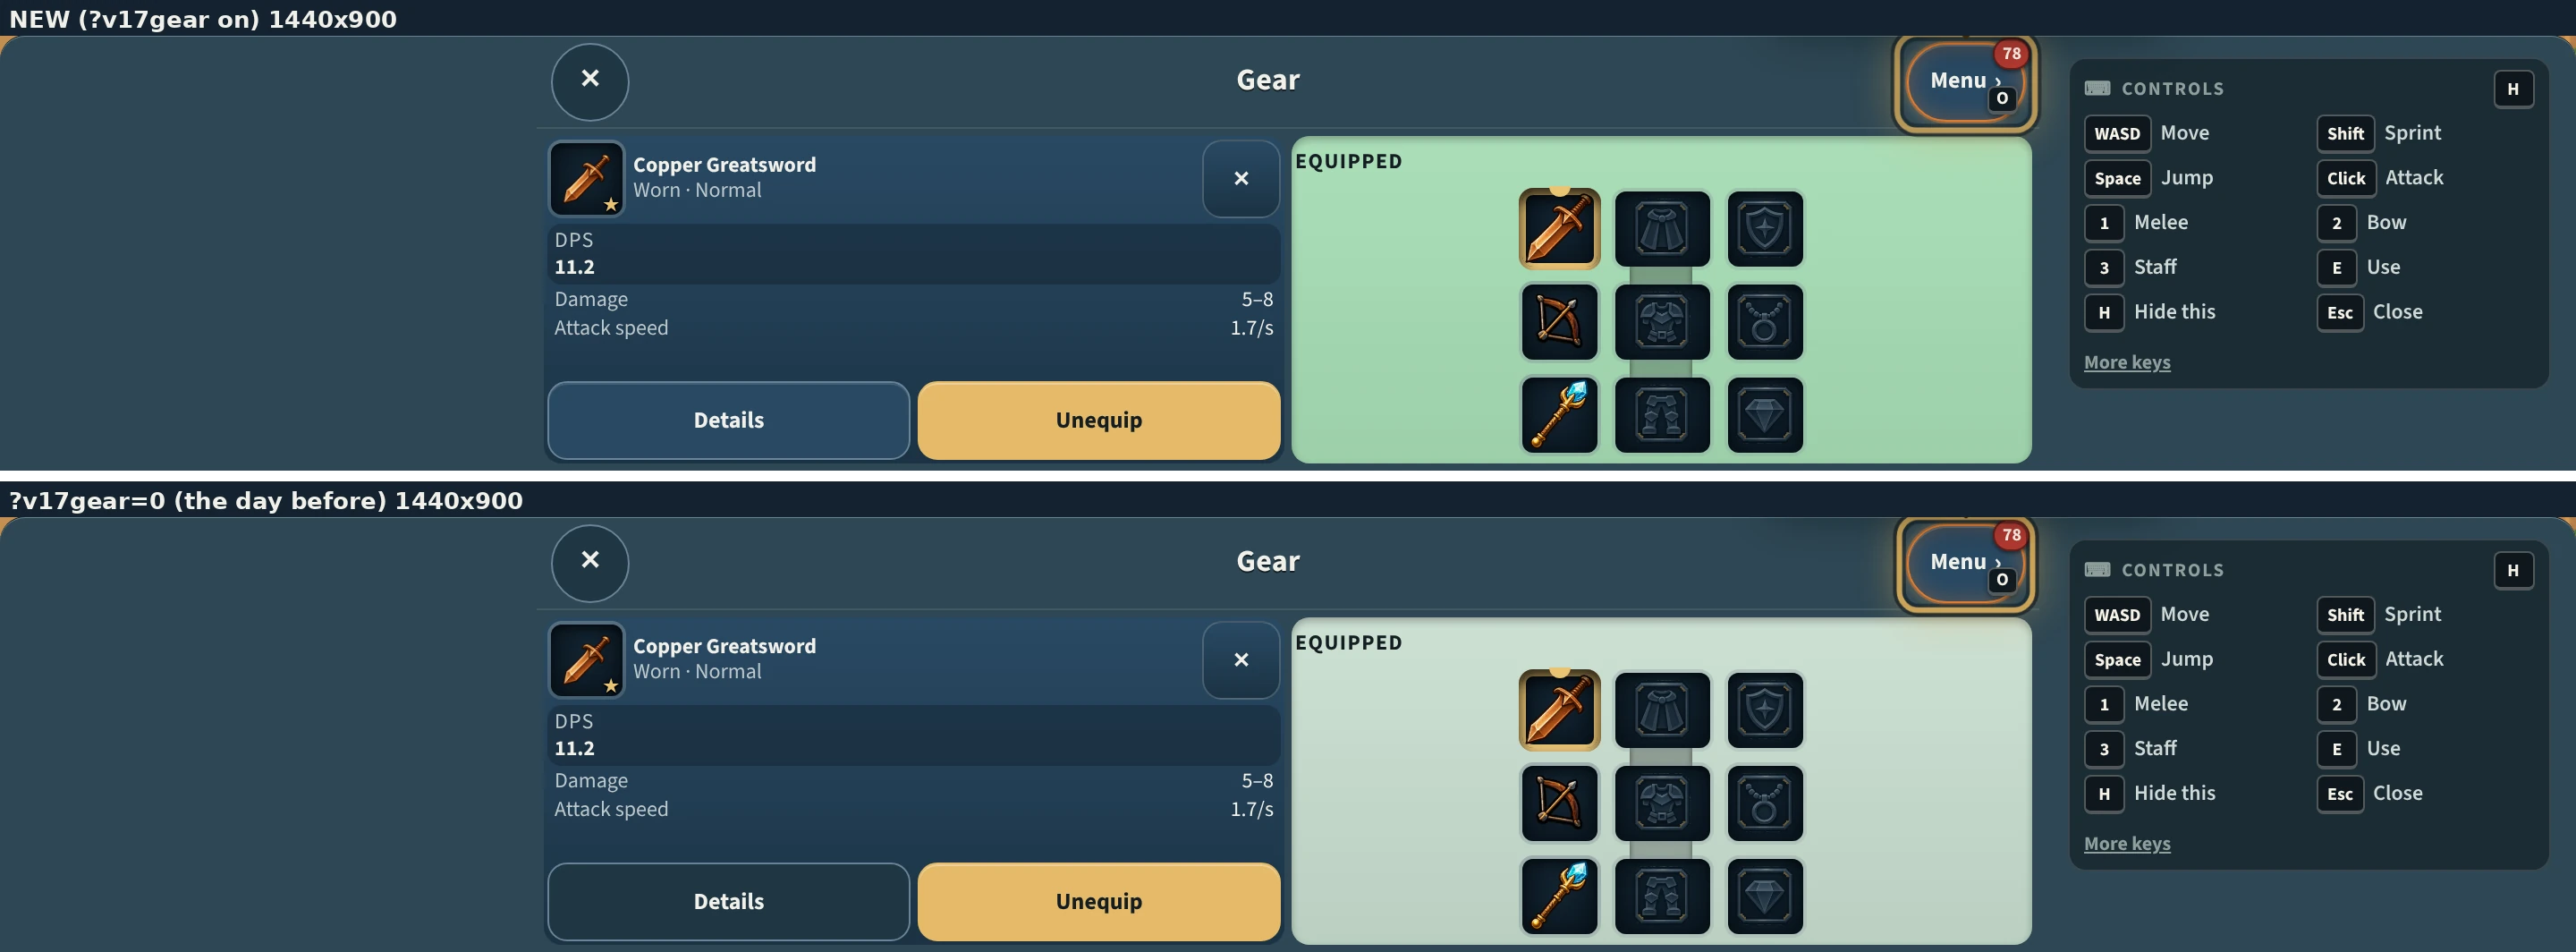 NEW (?v17gear on) 1440x900
× Gear Menu › 78 O
CONTROLS H
WASD Move Shift Sprint
Space Jump Click Attack
1 Melee 2 Bow
3 Staff E Use
H Hide this Esc Close
More keys
Copper Greatsword ×
Worn · Normal
DPS
11.2
Damage 5–8
Attack speed 1.7/s
Details Unequip
EQUIPPED
?v17gear=0 (the day before) 1440x900
× Gear Menu › 78 O
CONTROLS H
WASD Move Shift Sprint
Space Jump Click Attack
1 Melee 2 Bow
3 Staff E Use
H Hide this Esc Close
More keys
Copper Greatsword ×
Worn · Normal
DPS
11.2
Damage 5–8
Attack speed 1.7/s
Details Unequip
EQUIPPED